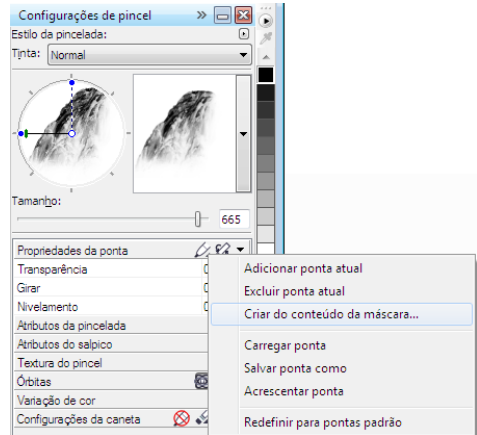 Configurações de pincel
Estilo da pincelada:
Tinta: Normal
Tamanho:
665
Propriedades da ponta
Transparência
Girar
Nivelamento
Atributos da pincelada
Atributos do salpico
Textura do pincel
Órbitas
Variação de cor
Configurações da caneta
Adicionar ponta atual
Excluir ponta atual
Criar do conteúdo da máscara...
Carregar ponta
Salvar ponta como
Acrescentar ponta
Redefinir para pontas padrão